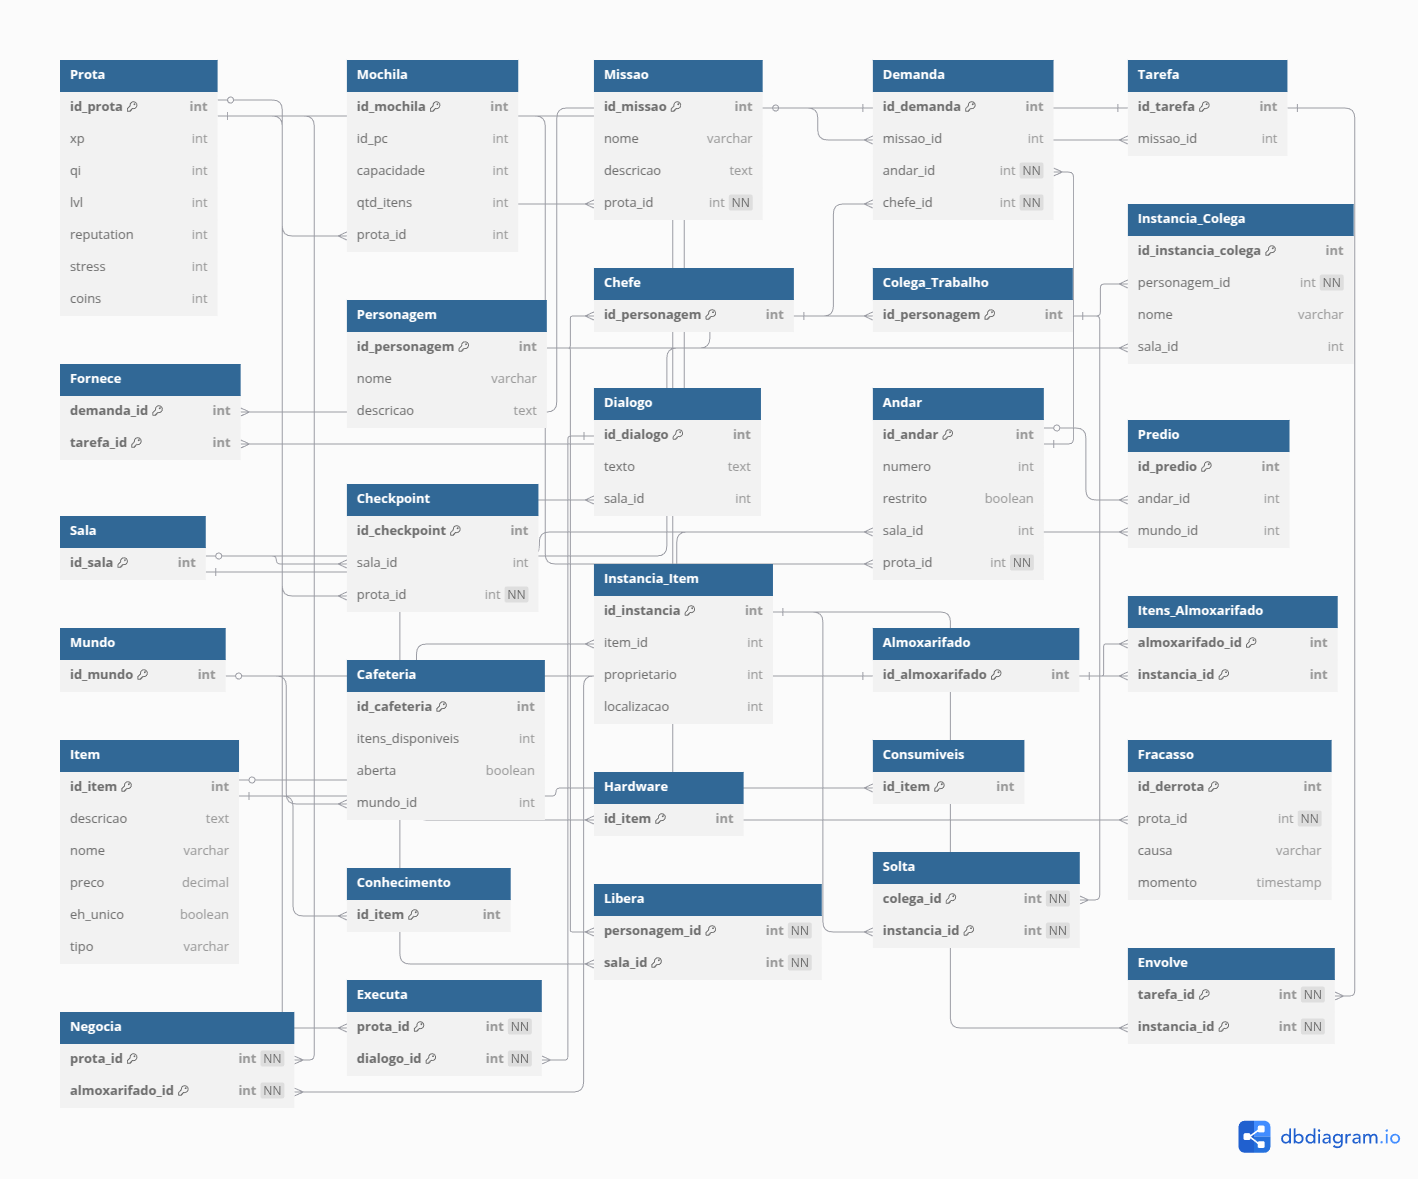 Prota
id_prota int
xp int
qi int
lvl int
reputation int
stress int
coins int
Mochila
id_mochila int
id_pc int
capacidade int
qtd_itens int
prota_id int
Missao
id_missao int
nome varchar
descricao text
prota_id int NN
Demanda
id_demanda int
missao_id int
andar_id int NN
chefe_id int NN
Tarefa
id_tarefa int
missao_id int
Instancia_Colega
id_instancia_colega int
personagem_id int NN
nome varchar
sala_id int
Chefe
id_personagem int
Colega_Trabalho
id_personagem int
Personagem
id_personagem int
nome varchar
descricao text
Fornece
demanda_id int
tarefa_id int
Dialogo
id_dialogo int
texto text
sala_id int
Andar
id_andar int
numero int
restrito boolean
sala_id int
prota_id int NN
Predio
id_predio int
andar_id int
mundo_id int
Checkpoint
id_checkpoint int
sala_id int
prota_id int NN
Sala
id_sala int
Instancia_Item
id_instancia int
item_id int
proprietario int
localizacao int
Itens_Almoxarifado
almoxarifado_id int
instancia_id int
Mundo
id_mundo int
Almoxarifado
id_almoxarifado int
Cafeteria
id_cafeteria int
itens_disponiveis int
aberta boolean
mundo_id int
Item
id_item int
descricao text
nome varchar
preco decimal
eh_unico boolean
tipo varchar
Hardware
id_item int
Consumiveis
id_item int
Fracasso
id_derrota int
prota_id int NN
causa varchar
momento timestamp
Conhecimento
id_item int
Libera
personagem_id int NN
sala_id int NN
Solta
colega_id int NN
instancia_id int NN
Envolve
tarefa_id int NN
instancia_id int NN
Executa
prota_id int NN
dialogo_id int NN
Negocia
prota_id int NN
almoxarifado_id int NN
dbdiagram.io